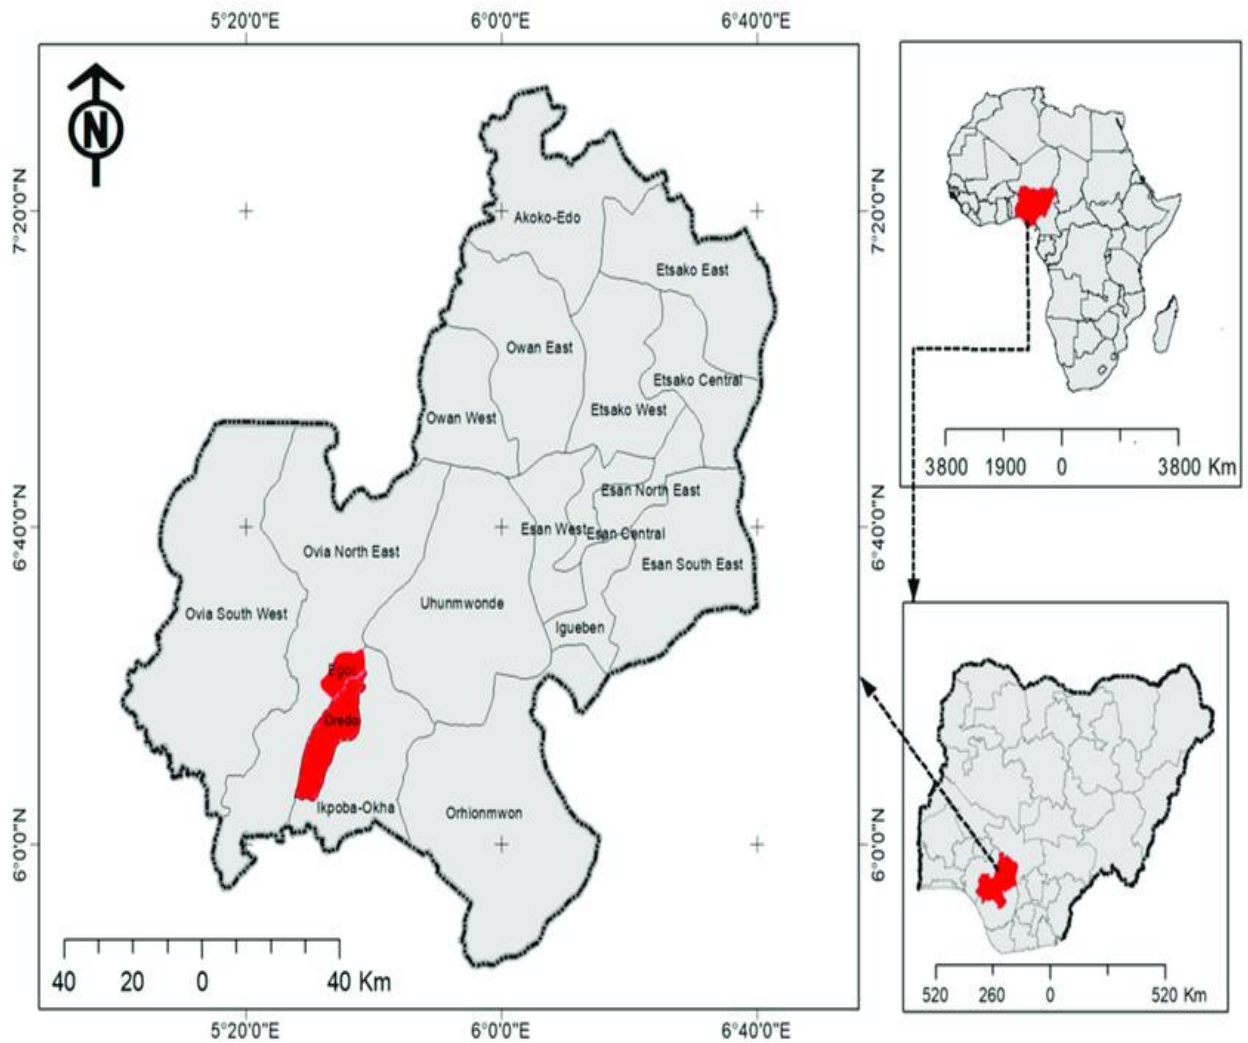 5°20'0"E 6°0'0"E 6°40'0"E
N
7°20'0"N
7°20'0"N
Akoko-Edo
Etsako East
Owan East
Etsako Central
Etsako West
Owan West
3800 1900 0 3800 Km
Esan North East
6°40'0"N
6°40'0"N
Esan West
Esan Central
Ovia North East
Esan South East
Uhunmwonde
Ovia South West
Igueben
Egor
Oredo
Ikpoba-Okha
Orhionmwon
6°0'0"N
6°0'0"N
40 20 0 40 Km
520 260 0 520 Km
5°20'0"E 6°0'0"E 6°40'0"E